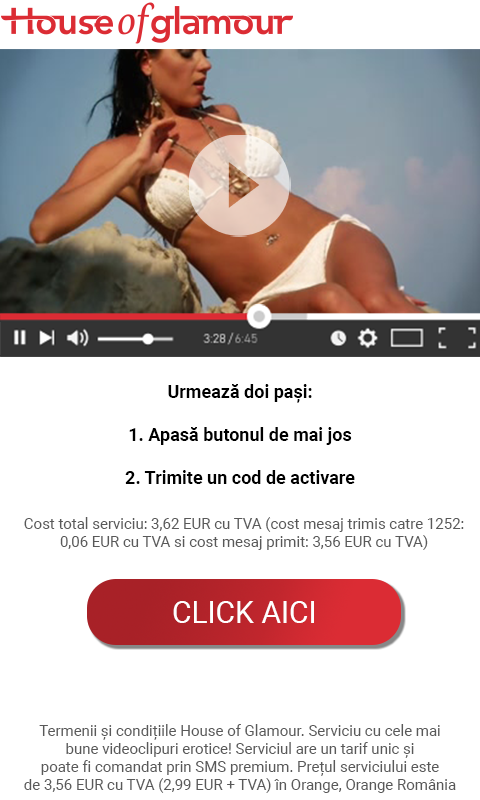 House of glamour
3:28 / 6:45
Urmează doi pași:
1. Apasă butonul de mai jos
2. Trimite un cod de activare
Cost total serviciu: 3,62 EUR cu TVA (cost mesaj trimis catre 1252:
0,06 EUR cu TVA si cost mesaj primit: 3,56 EUR cu TVA)
CLICK AICI
Termenii și condițiile House of Glamour. Serviciu cu cele mai
bune videoclipuri erotice! Serviciul are un tarif unic și
poate fi comandat prin SMS premium. Prețul serviciului este
de 3,56 EUR cu TVA (2,99 EUR + TVA) în Orange, Orange România